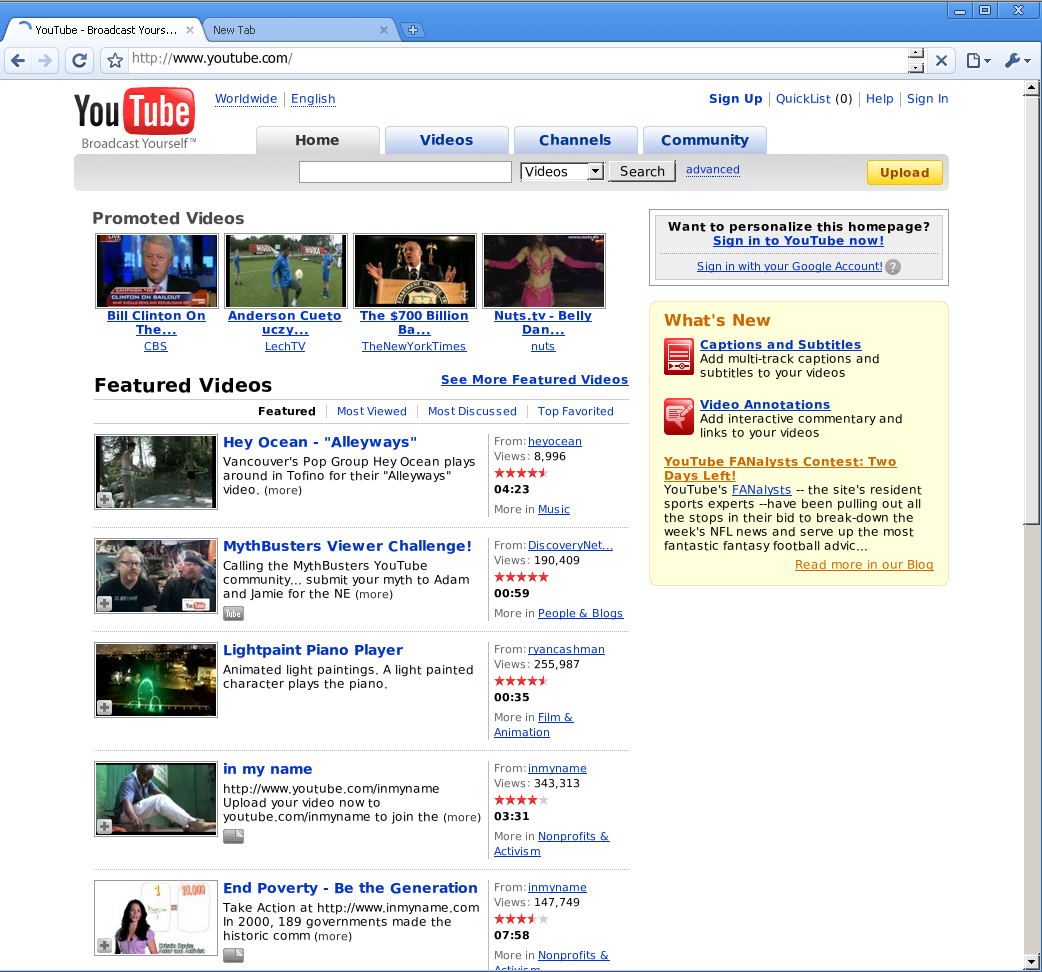 YouTube - Broadcast Yours...
New Tab
http://www.youtube.com/
YouTube
Broadcast Yourself™
Worldwide
English
Sign Up
QuickList (0)
Help
Sign In
Home
Videos
Channels
Community
Videos
Search
advanced
Upload
Promoted Videos
LIVE
CLINTON ON BAILOUT
Bill Clinton On
The...
CBS
Anderson Cueto
uczy...
LechTV
The $700 Billion
Ba...
TheNewYorkTimes
Nuts.tv - Belly
Dan...
nuts
Want to personalize this homepage?
Sign in to YouTube now!
Sign in with your Google Account!
?
What's New
Captions and Subtitles
Add multi-track captions and
subtitles to your videos
Video Annotations
Add interactive commentary and
links to your videos
YouTube FANalysts Contest: Two
Days Left!
YouTube's FANalysts -- the site's resident
sports experts --have been pulling out all
the stops in their bid to break-down the
week's NFL news and serve up the most
fantastic fantasy football advic...
Read more in our Blog
Featured Videos
See More Featured Videos
Featured
Most Viewed
Most Discussed
Top Favorited
Hey Ocean - "Alleyways"
Vancouver's Pop Group Hey Ocean plays
around in Tofino for their "Alleyways"
video. (more)
From: heyocean
Views: 8,996
04:23
More in Music
MythBusters Viewer Challenge!
Calling the MythBusters YouTube
community... submit your myth to Adam
and Jamie for the NE (more)
Tube
From: DiscoveryNet...
Views: 190,409
00:59
More in People & Blogs
Lightpaint Piano Player
Animated light paintings. A light painted
character plays the piano.
From: ryancashman
Views: 255,987
00:35
More in Film &
Animation
in my name
http://www.youtube.com/inmyname
Upload your video now to
youtube.com/inmyname to join the (more)
From: inmyname
Views: 343,313
03:31
More in Nonprofits &
Activism
1
10,000
End Poverty - Be the Generation
Take Action at http://www.inmyname.com
In 2000, 189 governments made the
historic comm (more)
From: inmyname
Views: 147,749
07:58
More in Nonprofits &
Activism